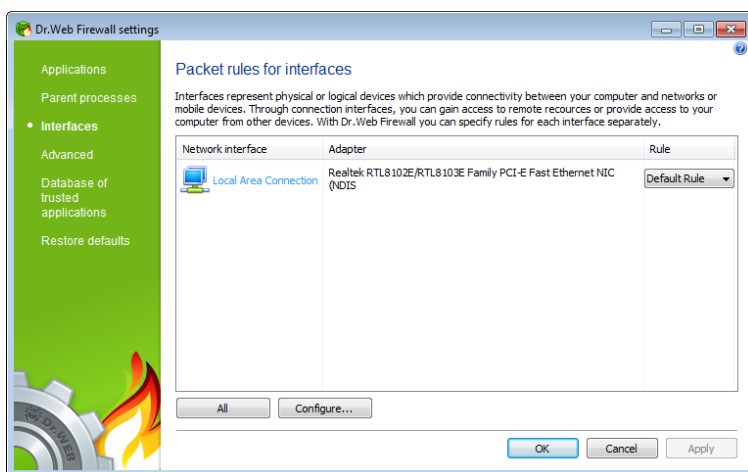 Dr.Web Firewall settings
Applications
Parent processes
Interfaces
Advanced
Database of
trusted
applications
Restore defaults
Packet rules for interfaces
Interfaces represent physical or logical devices which provide connectivity between your computer and networks or
mobile devices. Through connection interfaces, you can gain access to remote recources or provide access to your
computer from other devices. With Dr.Web Firewall you can specify rules for each interface separately.
Network interface Adapter Rule
Local Area Connection Realtek RTL8102E/RTL8103E Family PCI-E Fast Ethernet NIC
(NDIS
Default Rule
All Configure...
OK Cancel Apply
Dr.WEB